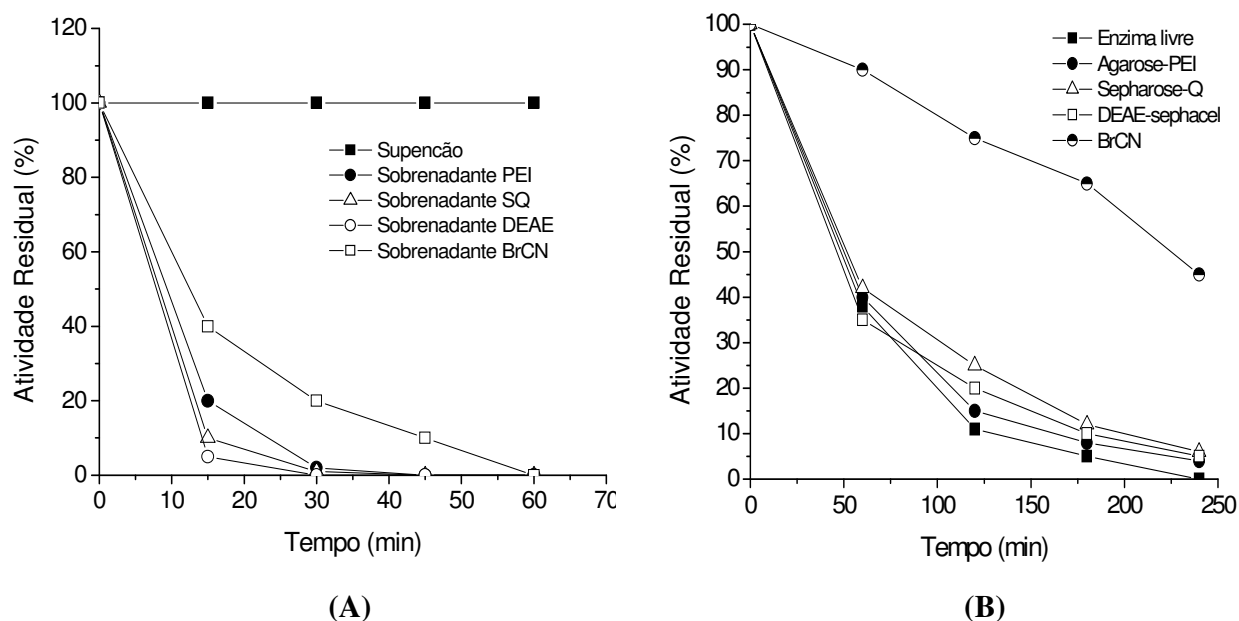 120
100
80
60
40
20
0
0 10 20 30 40 50 60 70
Atividade Residual (%)
Tempo (min)
Supencão
Sobrenadante PEI
Sobrenadante SQ
Sobrenadante DEAE
Sobrenadante BrCN
(A)
100
90
80
70
60
50
40
30
20
10
0
0 50 100 150 200 250
Atividade Residual (%)
Tempo (min)
Enzima livre
Agarose-PEI
Sepharose-Q
DEAE-sephacel
BrCN
(B)